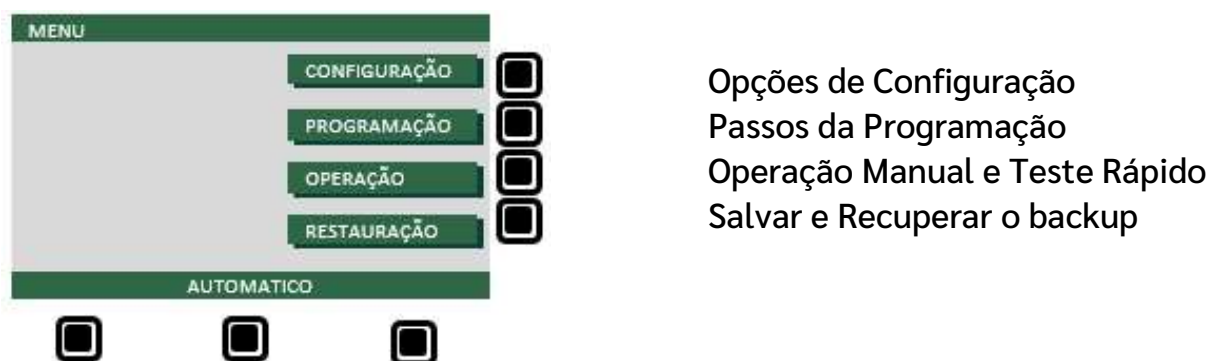 MENU
CONFIGURAÇÃO
PROGRAMAÇÃO
OPERAÇÃO
RESTAURAÇÃO
AUTOMATICO
Opções de Configuração
Passos da Programação
Operação Manual e Teste Rápido
Salvar e Recuperar o backup